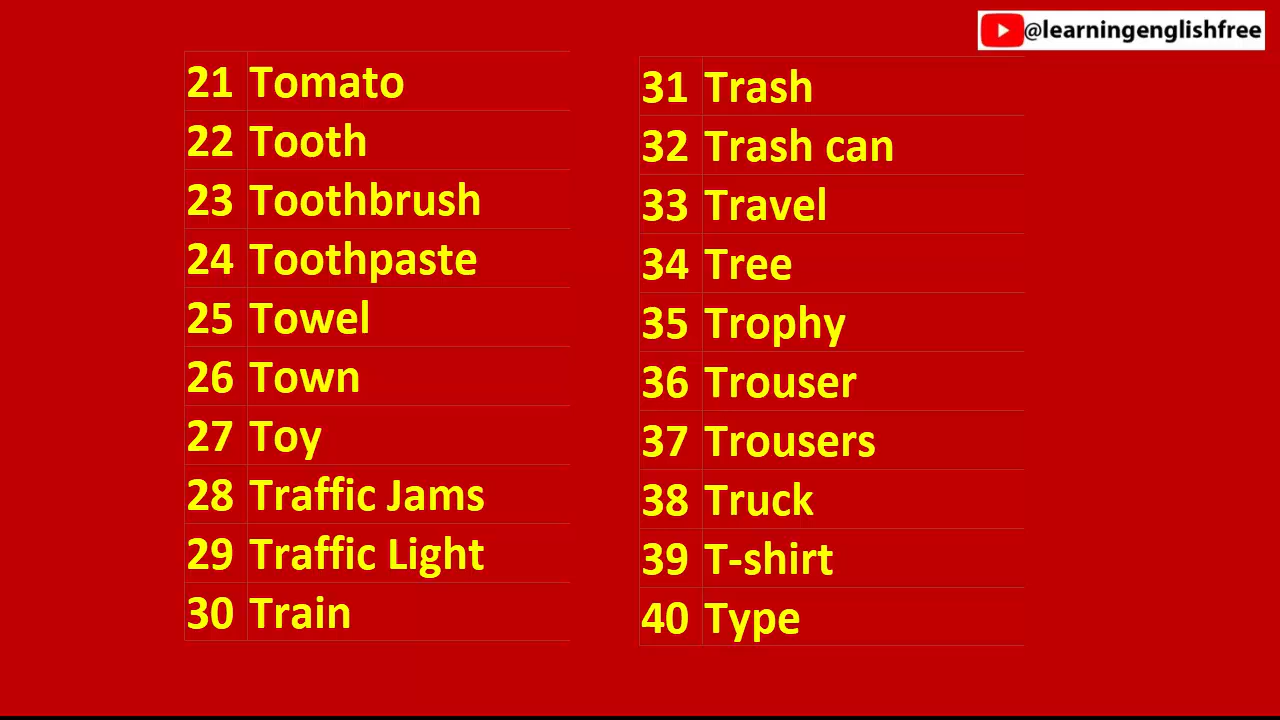 @learningenglishfree
21 Tomato
22 Tooth
23 Toothbrush
24 Toothpaste
25 Towel
26 Town
27 Toy
28 Traffic Jams
29 Traffic Light
30 Train
31 Trash
32 Trash can
33 Travel
34 Tree
35 Trophy
36 Trouser
37 Trousers
38 Truck
39 T-shirt
40 Type